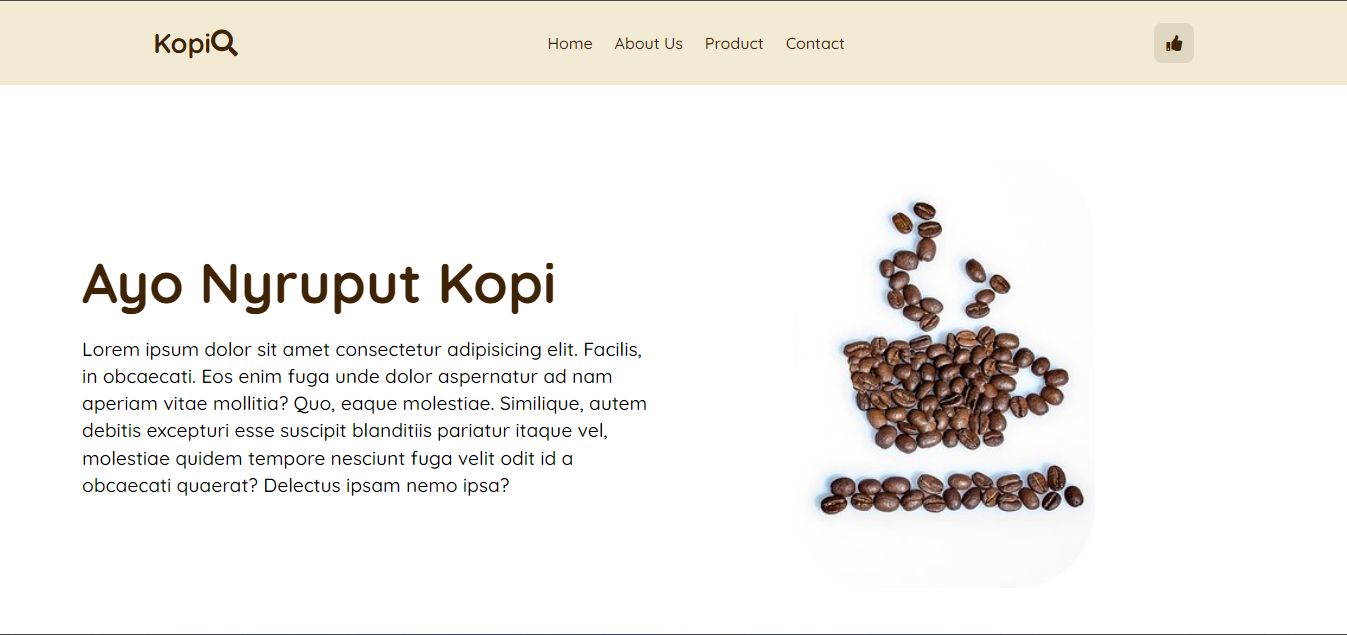 Kopi
Home About Us Product Contact
Ayo Nyruput Kopi
Lorem ipsum dolor sit amet consectetur adipisicing elit. Facilis,
in obcaecati. Eos enim fuga unde dolor aspernatur ad nam
aperiam vitae mollitia? Quo, eaque molestiae. Similique, autem
debitis excepturi esse suscipit blanditiis pariatur itaque vel,
molestiae quidem tempore nesciunt fuga velit odit id a
obcaecati quaerat? Delectus ipsam nemo ipsa?